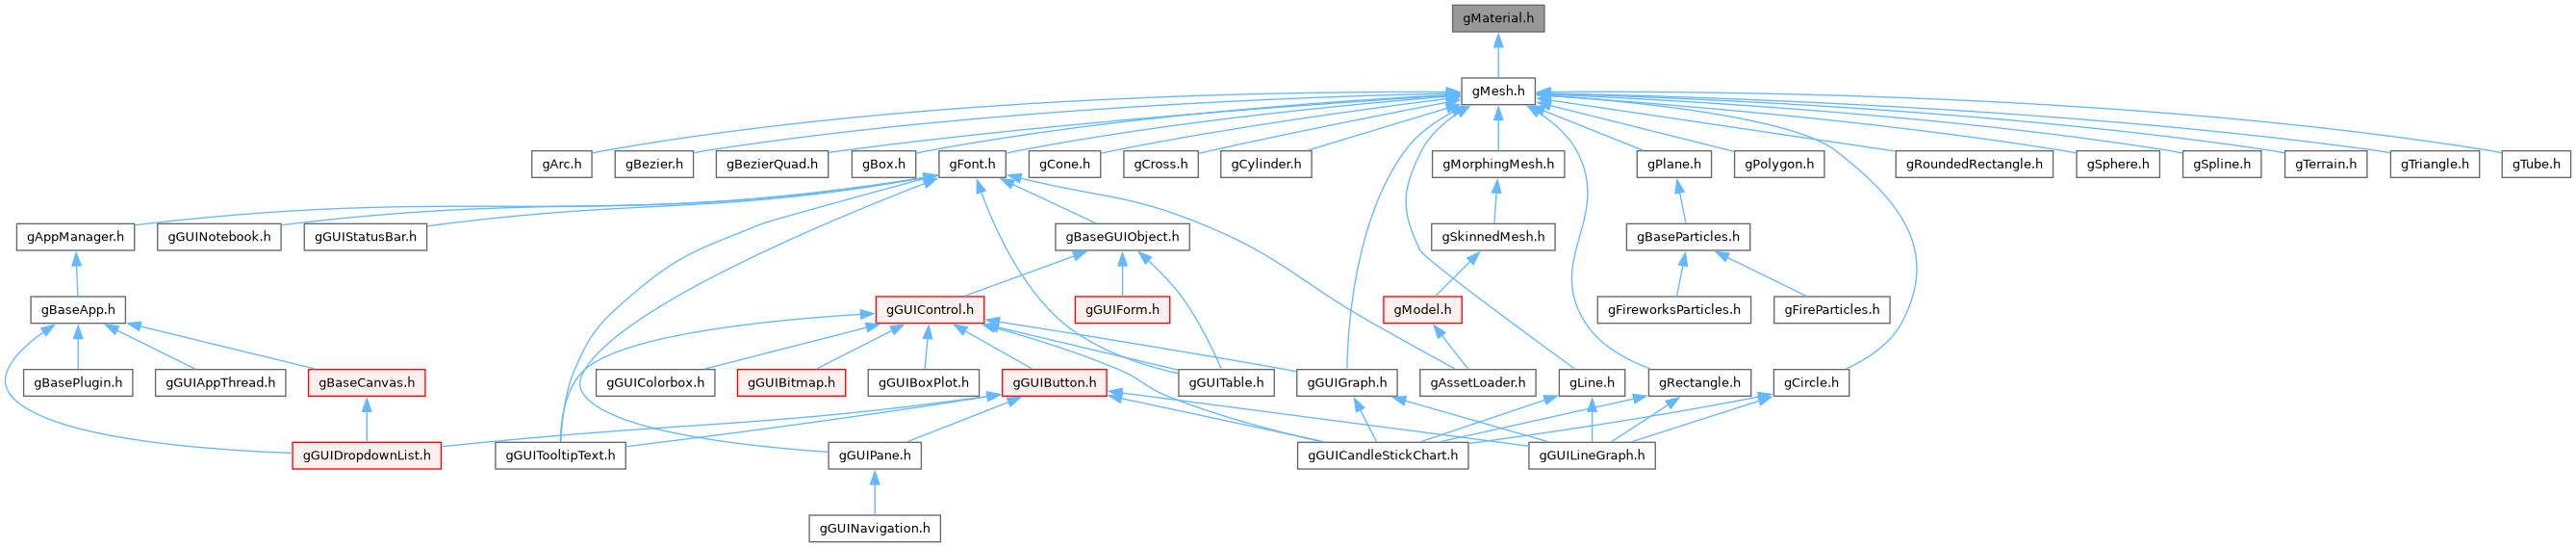 gMaterial.h
gMesh.h
gArc.h
gBezier.h
gBezierQuad.h
gBox.h
gFont.h
gCone.h
gCross.h
gCylinder.h
gMorphingMesh.h
gPlane.h
gPolygon.h
gRoundedRectangle.h
gSphere.h
gSpline.h
gTerrain.h
gTriangle.h
gTube.h
gAppManager.h
gGUINotebook.h
gGUIStatusBar.h
gBaseGUIObject.h
gSkinnedMesh.h
gBaseParticles.h
gBaseApp.h
gGUIControl.h
gGUIForm.h
gModel.h
gFireworksParticles.h
gFireParticles.h
gBasePlugin.h
gGUIAppThread.h
gBaseCanvas.h
gGUIColorbox.h
gGUIBitmap.h
gGUIBoxPlot.h
gGUIButton.h
gGUITable.h
gGUIGraph.h
gAssetLoader.h
gLine.h
gRectangle.h
gCircle.h
gGUIDropdownList.h
gGUITooltipText.h
gGUIPane.h
gGUICandleStickChart.h
gGUILineGraph.h
gGUINavigation.h